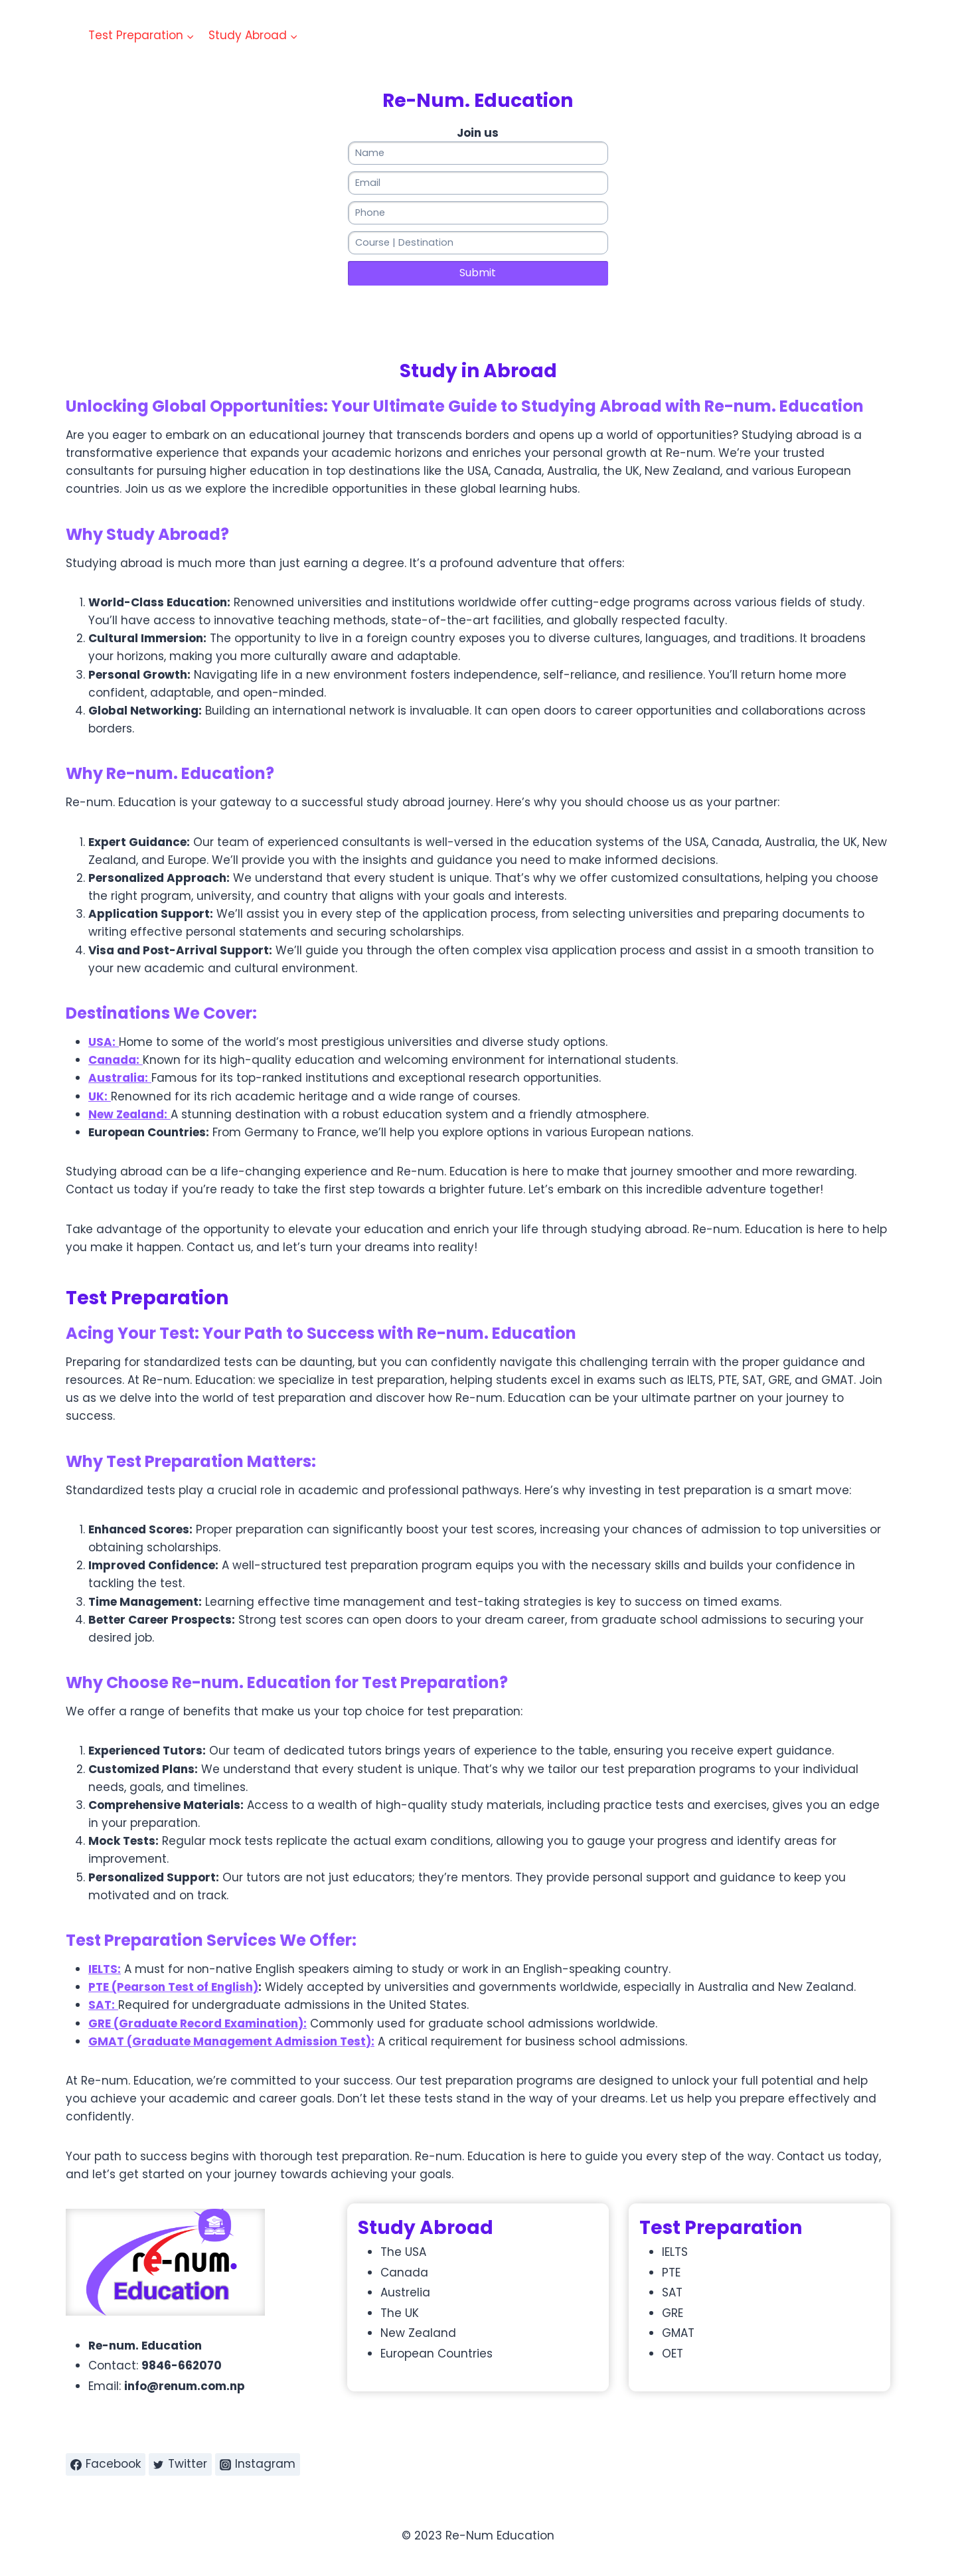 Test Preparation Study Abroad
Re-Num. Education
Join us
Name
Email
Phone
Course | Destination
Submit
Study in Abroad
Unlocking Global Opportunities: Your Ultimate Guide to Studying Abroad with Re-num. Education
Are you eager to embark on an educational journey that transcends borders and opens up a world of opportunities? Studying abroad is a
transformative experience that expands your academic horizons and enriches your personal growth at Re-num. We’re your trusted
consultants for pursuing higher education in top destinations like the USA, Canada, Australia, the UK, New Zealand, and various European
countries. Join us as we explore the incredible opportunities in these global learning hubs.
Why Study Abroad?
Studying abroad is much more than just earning a degree. It’s a profound adventure that offers:
1. World-Class Education: Renowned universities and institutions worldwide offer cutting-edge programs across various fields of study.
You’ll have access to innovative teaching methods, state-of-the-art facilities, and globally respected faculty.
2. Cultural Immersion: The opportunity to live in a foreign country exposes you to diverse cultures, languages, and traditions. It broadens
your horizons, making you more culturally aware and adaptable.
3. Personal Growth: Navigating life in a new environment fosters independence, self-reliance, and resilience. You’ll return home more
confident, adaptable, and open-minded.
4. Global Networking: Building an international network is invaluable. It can open doors to career opportunities and collaborations across
borders.
Why Re-num. Education?
Re-num. Education is your gateway to a successful study abroad journey. Here’s why you should choose us as your partner:
1. Expert Guidance: Our team of experienced consultants is well-versed in the education systems of the USA, Canada, Australia, the UK, New
Zealand, and Europe. We’ll provide you with the insights and guidance you need to make informed decisions.
2. Personalized Approach: We understand that every student is unique. That’s why we offer customized consultations, helping you choose
the right program, university, and country that aligns with your goals and interests.
3. Application Support: We’ll assist you in every step of the application process, from selecting universities and preparing documents to
writing effective personal statements and securing scholarships.
4. Visa and Post-Arrival Support: We’ll guide you through the often complex visa application process and assist in a smooth transition to
your new academic and cultural environment.
Destinations We Cover:
• USA: Home to some of the world’s most prestigious universities and diverse study options.
• Canada: Known for its high-quality education and welcoming environment for international students.
• Australia: Famous for its top-ranked institutions and exceptional research opportunities.
• UK: Renowned for its rich academic heritage and a wide range of courses.
• New Zealand: A stunning destination with a robust education system and a friendly atmosphere.
• European Countries: From Germany to France, we’ll help you explore options in various European nations.
Studying abroad can be a life-changing experience and Re-num. Education is here to make that journey smoother and more rewarding.
Contact us today if you’re ready to take the first step towards a brighter future. Let’s embark on this incredible adventure together!
Take advantage of the opportunity to elevate your education and enrich your life through studying abroad. Re-num. Education is here to help
you make it happen. Contact us, and let’s turn your dreams into reality!
Test Preparation
Acing Your Test: Your Path to Success with Re-num. Education
Preparing for standardized tests can be daunting, but you can confidently navigate this challenging terrain with the proper guidance and
resources. At Re-num. Education: we specialize in test preparation, helping students excel in exams such as IELTS, PTE, SAT, GRE, and GMAT. Join
us as we delve into the world of test preparation and discover how Re-num. Education can be your ultimate partner on your journey to
success.
Why Test Preparation Matters:
Standardized tests play a crucial role in academic and professional pathways. Here’s why investing in test preparation is a smart move:
1. Enhanced Scores: Proper preparation can significantly boost your test scores, increasing your chances of admission to top universities or
obtaining scholarships.
2. Improved Confidence: A well-structured test preparation program equips you with the necessary skills and builds your confidence in
tackling the test.
3. Time Management: Learning effective time management and test-taking strategies is key to success on timed exams.
4. Better Career Prospects: Strong test scores can open doors to your dream career, from graduate school admissions to securing your
desired job.
Why Choose Re-num. Education for Test Preparation?
We offer a range of benefits that make us your top choice for test preparation:
1. Experienced Tutors: Our team of dedicated tutors brings years of experience to the table, ensuring you receive expert guidance.
2. Customized Plans: We understand that every student is unique. That’s why we tailor our test preparation programs to your individual
needs, goals, and timelines.
3. Comprehensive Materials: Access to a wealth of high-quality study materials, including practice tests and exercises, gives you an edge
in your preparation.
4. Mock Tests: Regular mock tests replicate the actual exam conditions, allowing you to gauge your progress and identify areas for
improvement.
5. Personalized Support: Our tutors are not just educators; they’re mentors. They provide personal support and guidance to keep you
motivated and on track.
Test Preparation Services We Offer:
• IELTS: A must for non-native English speakers aiming to study or work in an English-speaking country.
• PTE (Pearson Test of English): Widely accepted by universities and governments worldwide, especially in Australia and New Zealand.
• SAT: Required for undergraduate admissions in the United States.
• GRE (Graduate Record Examination): Commonly used for graduate school admissions worldwide.
• GMAT (Graduate Management Admission Test): A critical requirement for business school admissions.
At Re-num. Education, we’re committed to your success. Our test preparation programs are designed to unlock your full potential and help
you achieve your academic and career goals. Don’t let these tests stand in the way of your dreams. Let us help you prepare effectively and
confidently.
Your path to success begins with thorough test preparation. Re-num. Education is here to guide you every step of the way. Contact us today,
and let’s get started on your journey towards achieving your goals.
re-num.
Education
• Re-num. Education
• Contact: 9846-662070
• Email: info@renum.com.np
Study Abroad
• The USA
• Canada
• Austrelia
• The UK
• New Zealand
• European Countries
Test Preparation
• IELTS
• PTE
• SAT
• GRE
• GMAT
• OET
Facebook Twitter Instagram
© 2023 Re-Num Education